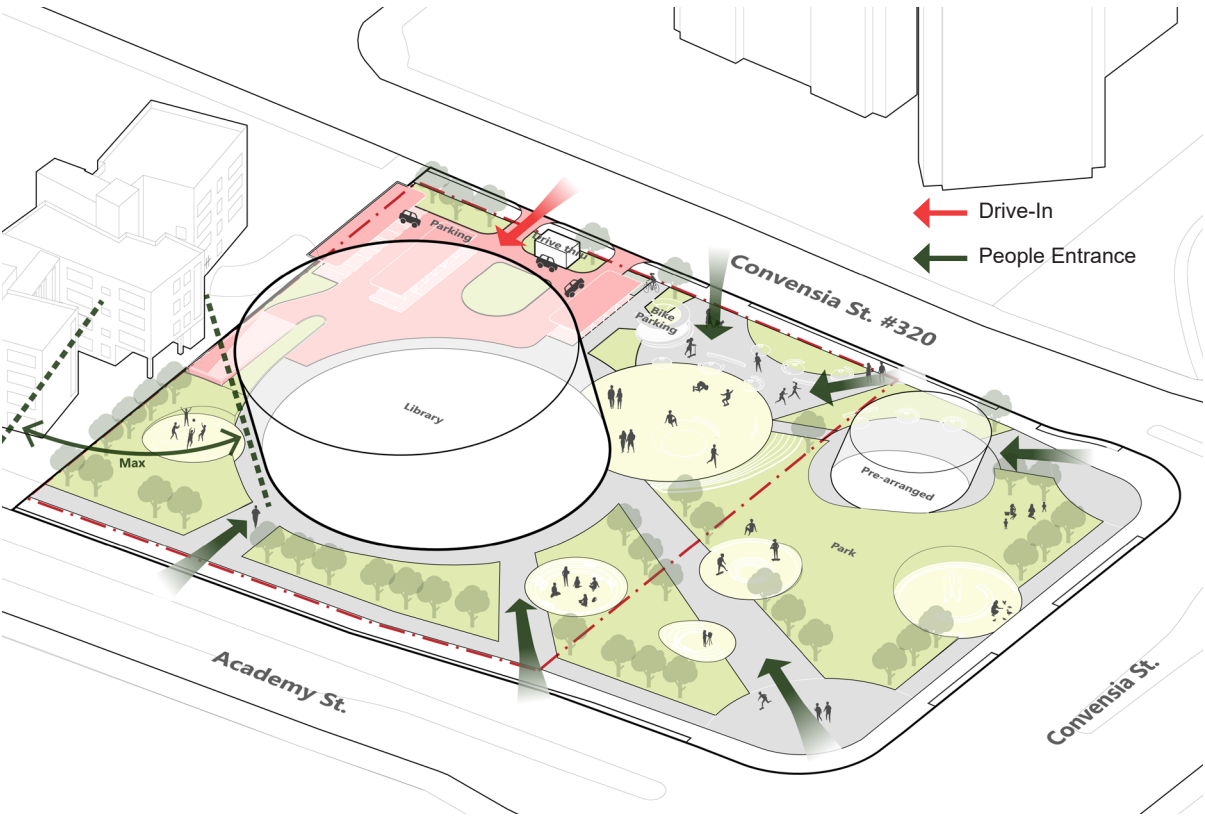 Drive-In
People Entrance
Parking
Drive thru
Convensia St. #320
Bike
Parking
Library
Max
Pre-arranged
Park
Academy St.
Convensia St.